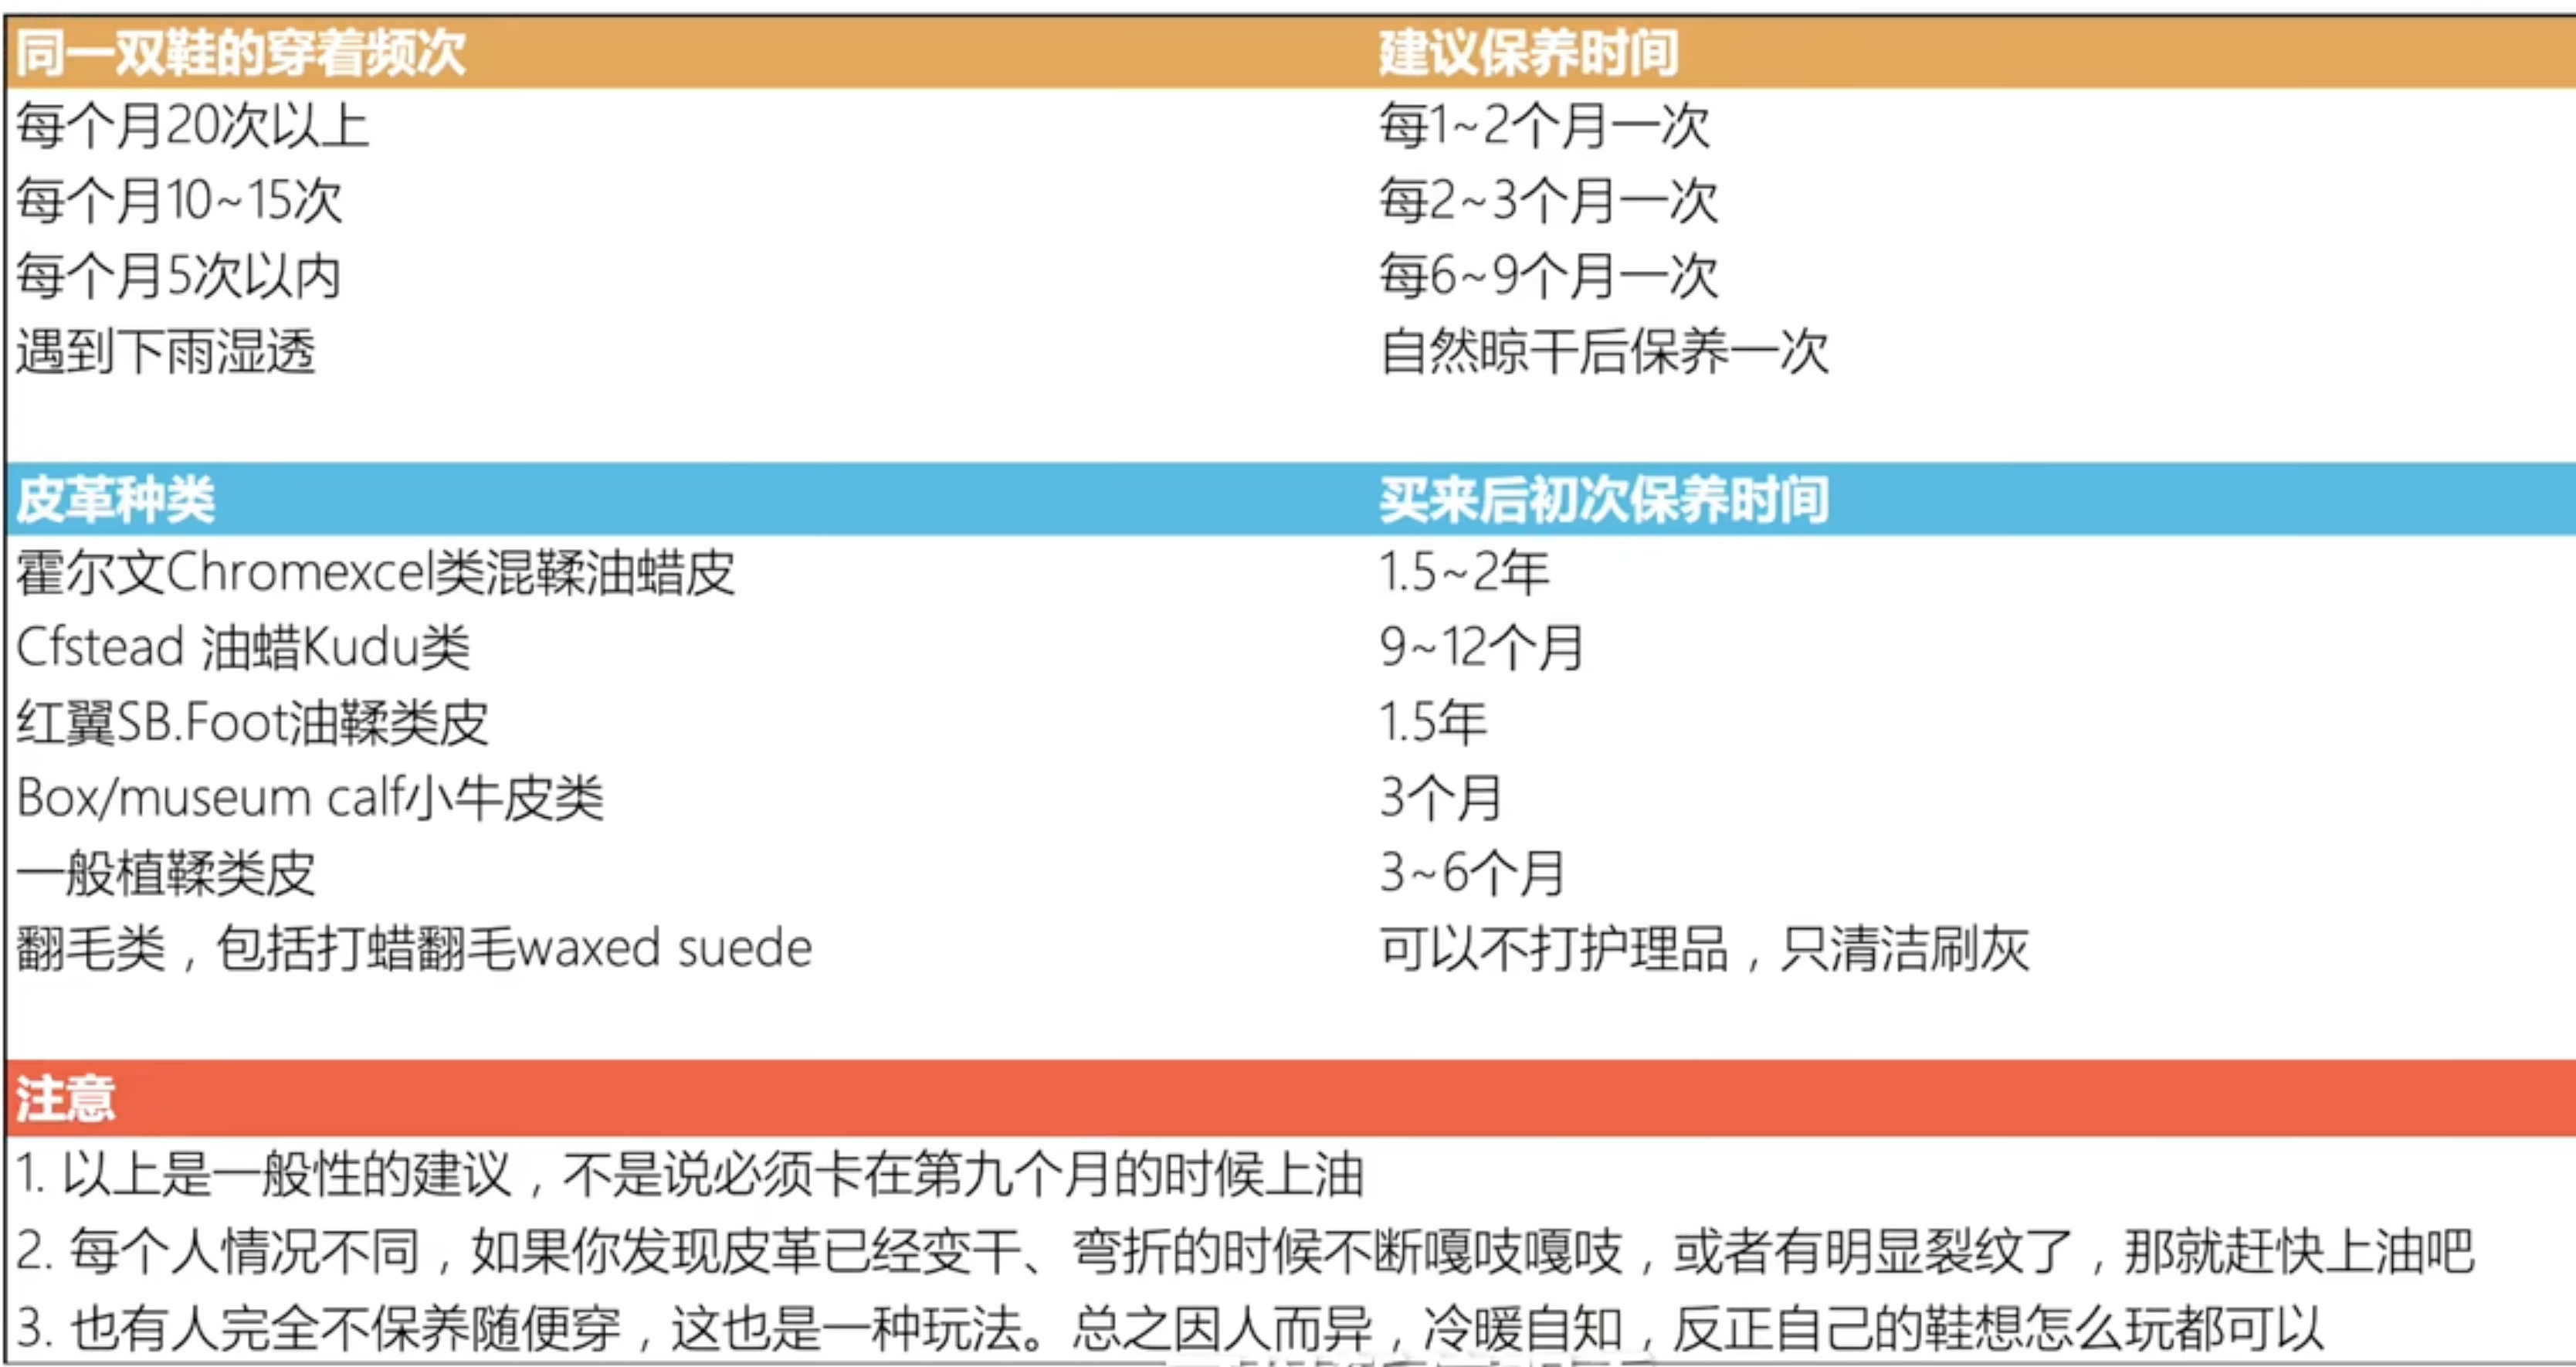 同一双鞋的穿着频次 建议保养时间
每个月20次以上 每1~2个月一次
每个月10~15次 每2~3个月一次
每个月5次以内 每6~9个月一次
遇到下雨湿透 自然晾干后保养一次
皮革种类 买来后初次保养时间
霍尔文Chromexcel类混鞣油蜡皮 1.5~2年
Cfstead 油蜡Kudu类 9~12个月
红翼SB.Foot油鞣类皮 1.5年
Box/museum calf小牛皮类 3个月
一般植鞣类皮 3~6个月
翻毛类，包括打蜡翻毛waxed suede 可以不打护理品，只清洁刷灰
注意
1. 以上是一般性的建议，不是说必须卡在第九个月的时候上油
2. 每个人情况不同，如果你发现皮革已经变干、弯折的时候不断嘎吱嘎吱，或者有明显裂纹了，那就赶快上油吧
3. 也有人完全不保养随便穿，这也是一种玩法。总之因人而异，冷暖自知，反正自己的鞋想怎么玩都可以